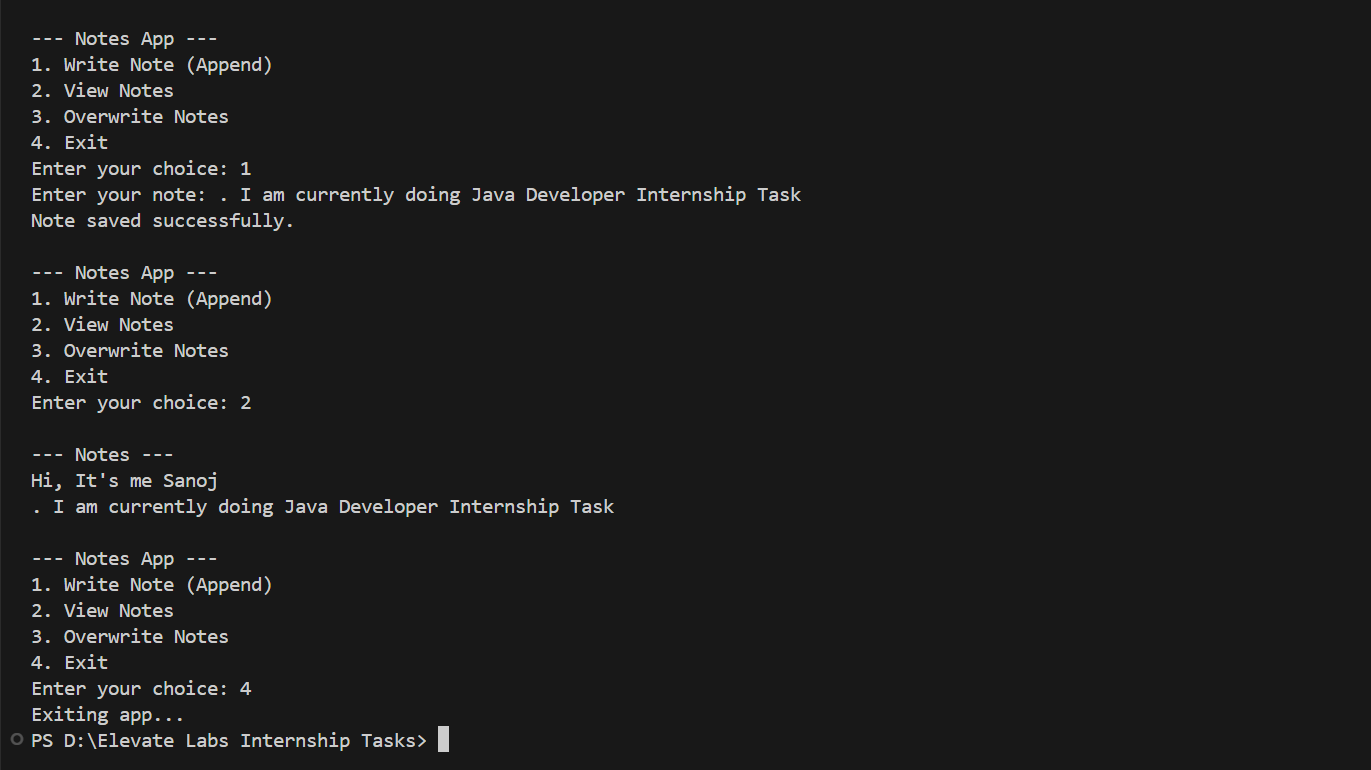 --- Notes App ---
1. Write Note (Append)
2. View Notes
3. Overwrite Notes
4. Exit
Enter your choice: 1
Enter your note: . I am currently doing Java Developer Internship Task
Note saved successfully.
--- Notes App ---
1. Write Note (Append)
2. View Notes
3. Overwrite Notes
4. Exit
Enter your choice: 2
--- Notes ---
Hi, It's me Sanoj
. I am currently doing Java Developer Internship Task
--- Notes App ---
1. Write Note (Append)
2. View Notes
3. Overwrite Notes
4. Exit
Enter your choice: 4
Exiting app...
PS D:\Elevate Labs Internship Tasks>